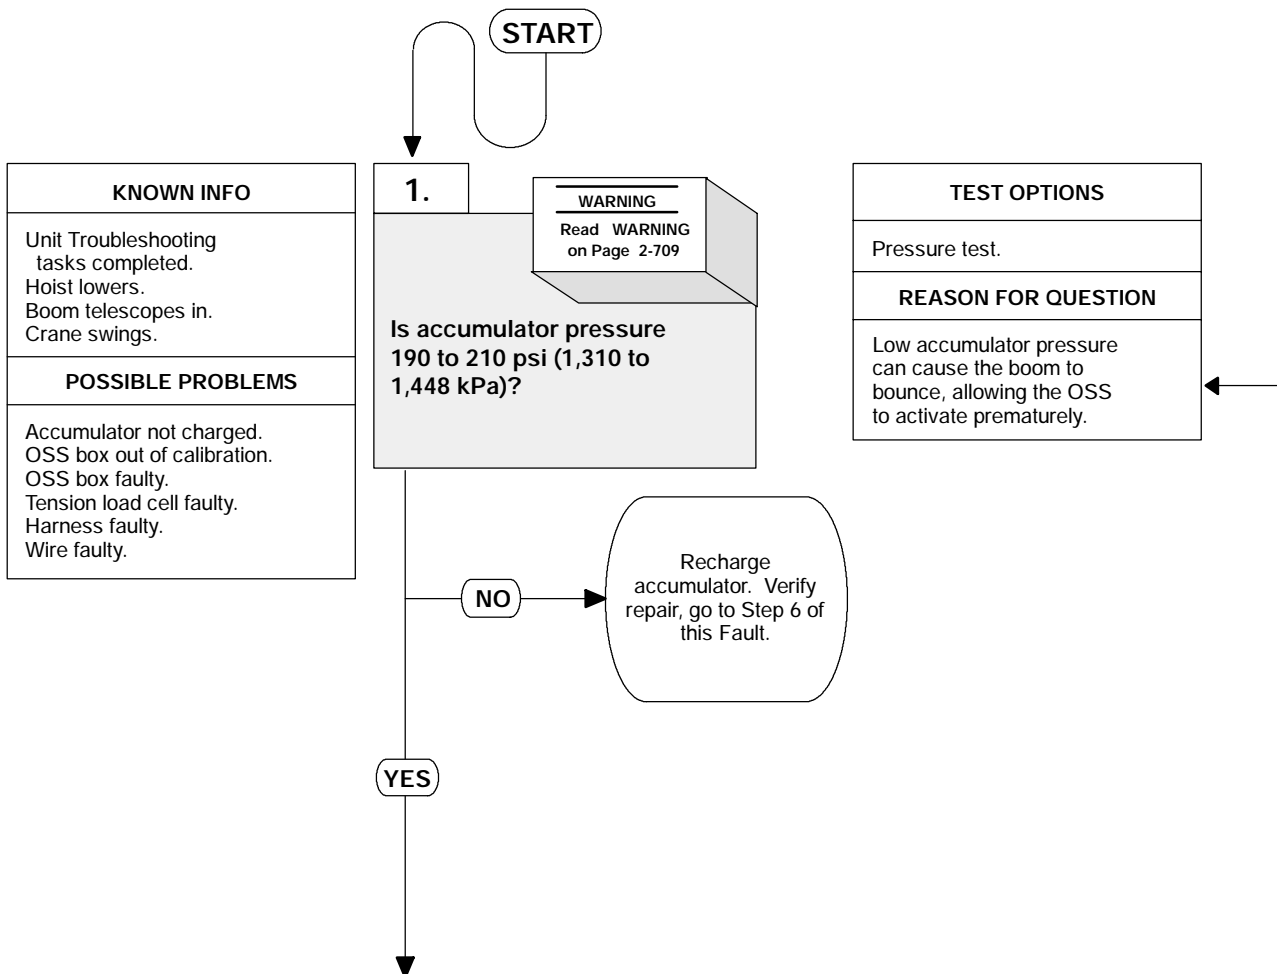 START
KNOWN INFO
Unit Troubleshooting
tasks completed.
Hoist lowers.
Boom telescopes in.
Crane swings.
POSSIBLE PROBLEMS
Accumulator not charged.
OSS box out of calibration.
OSS box faulty.
Tension load cell faulty.
Harness faulty.
Wire faulty.
1.
WARNING
Read WARNING
on Page 2-709
Is accumulator pressure
190 to 210 psi (1,310 to
1,448 kPa)?
TEST OPTIONS
Pressure test.
REASON FOR QUESTION
Low accumulator pressure
can cause the boom to
bounce, allowing the OSS
to activate prematurely.
NO
Recharge
accumulator. Verify
repair, go to Step 6 of
this Fault.
YES